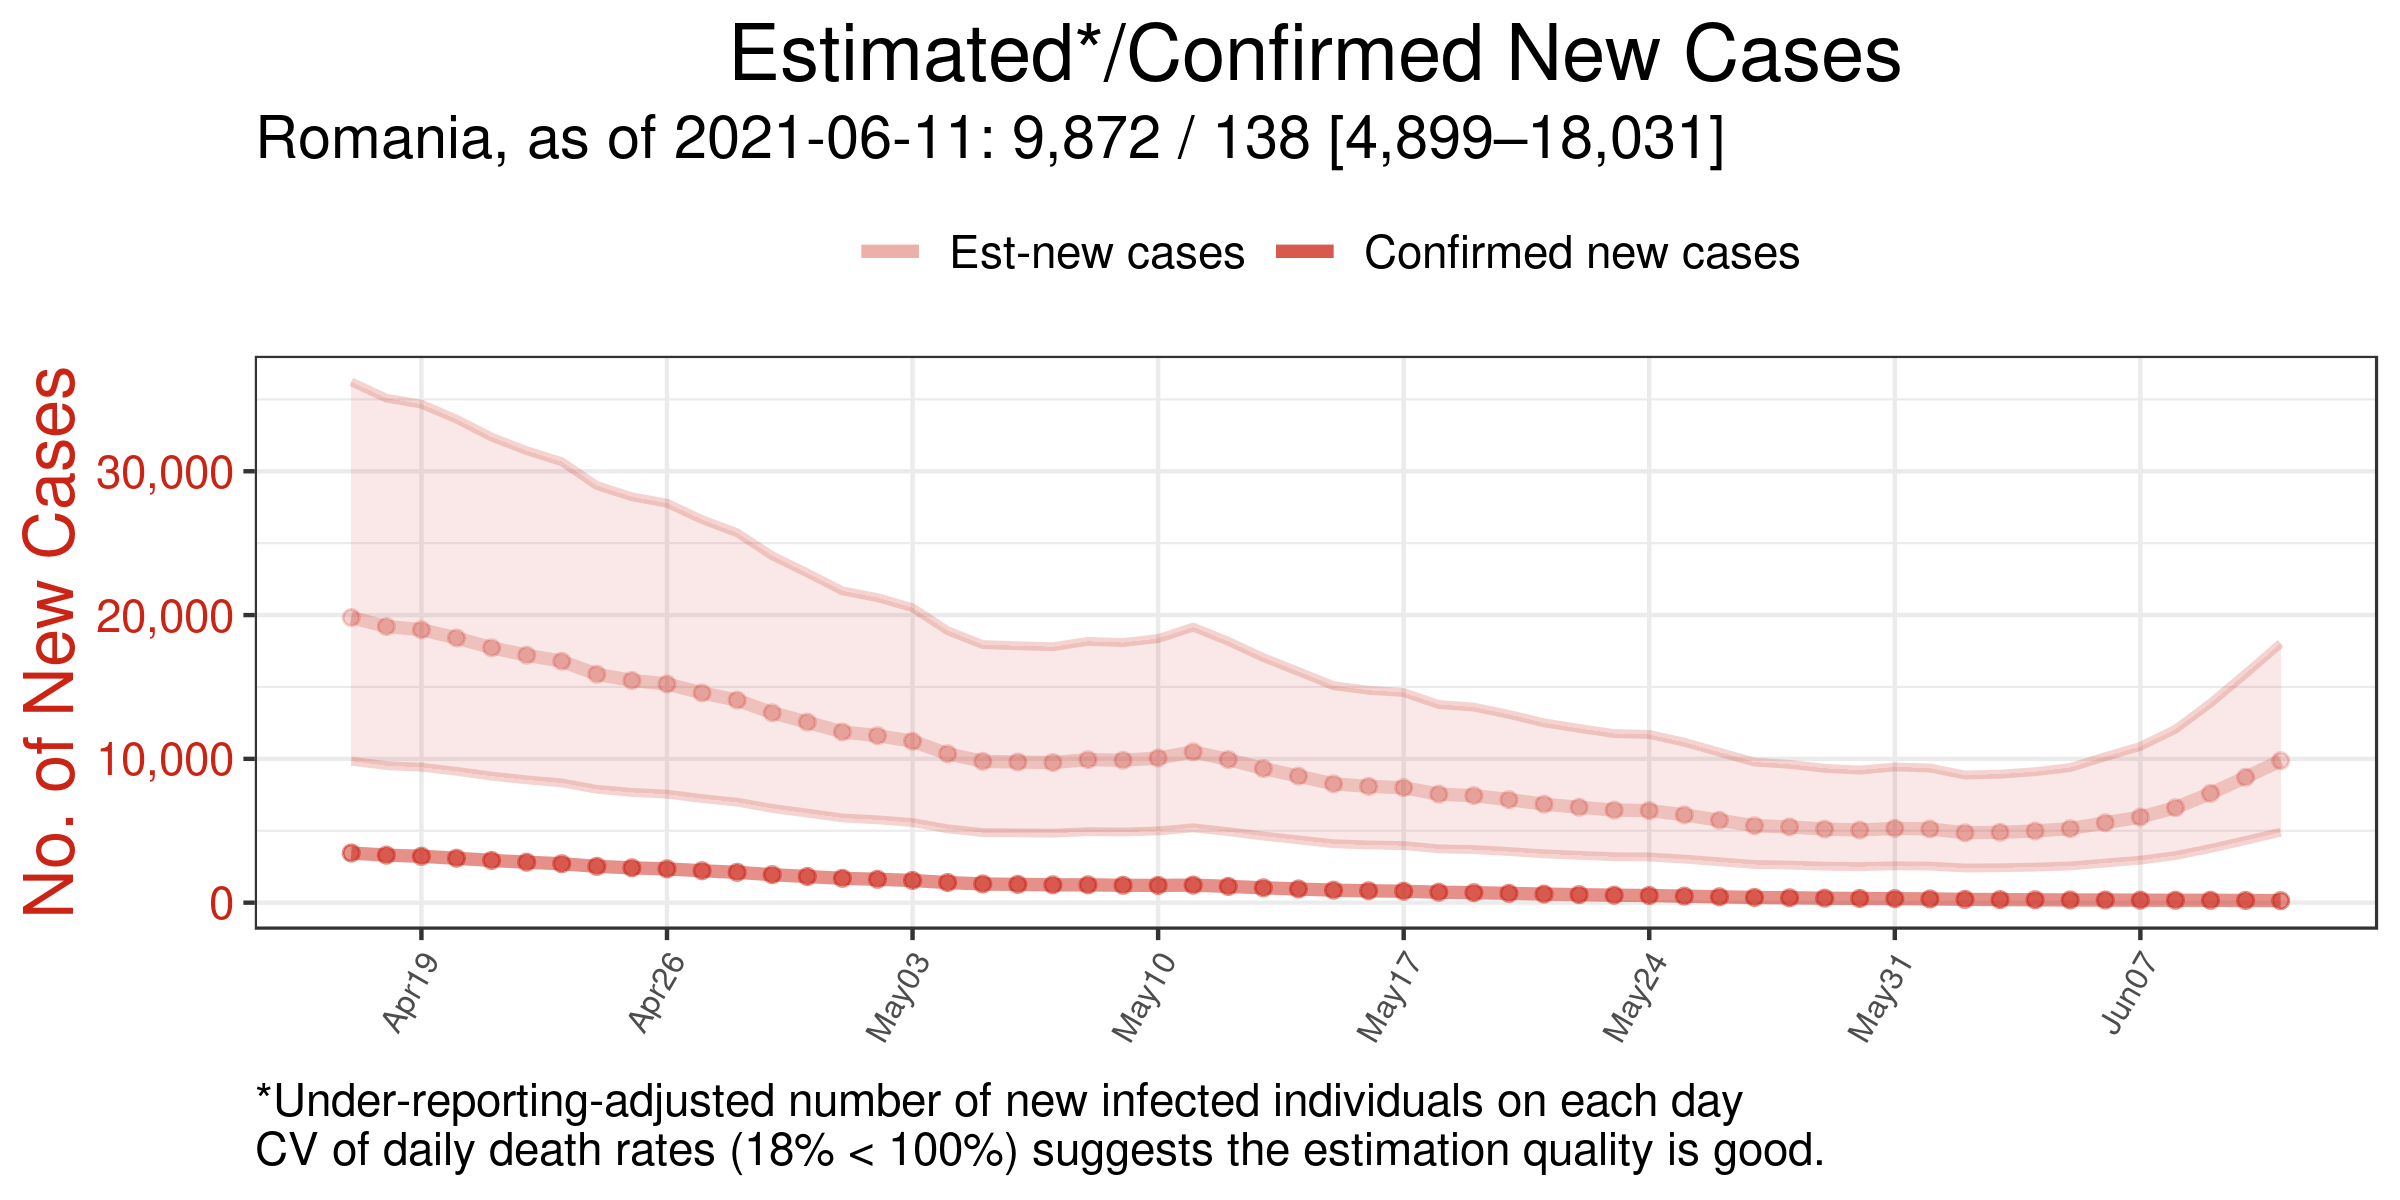 Estimated*/Confirmed New Cases
Romania, as of 2021-06-11: 9,872 / 138 [4,899–18,031]
Est-new cases
Confirmed new cases
No. of New Cases
30,000
20,000
10,000
0
Apr19
Apr26
May03
May10
May17
May24
May31
Jun07
*Under-reporting-adjusted number of new infected individuals on each day
CV of daily death rates (18% < 100%) suggests the estimation quality is good.